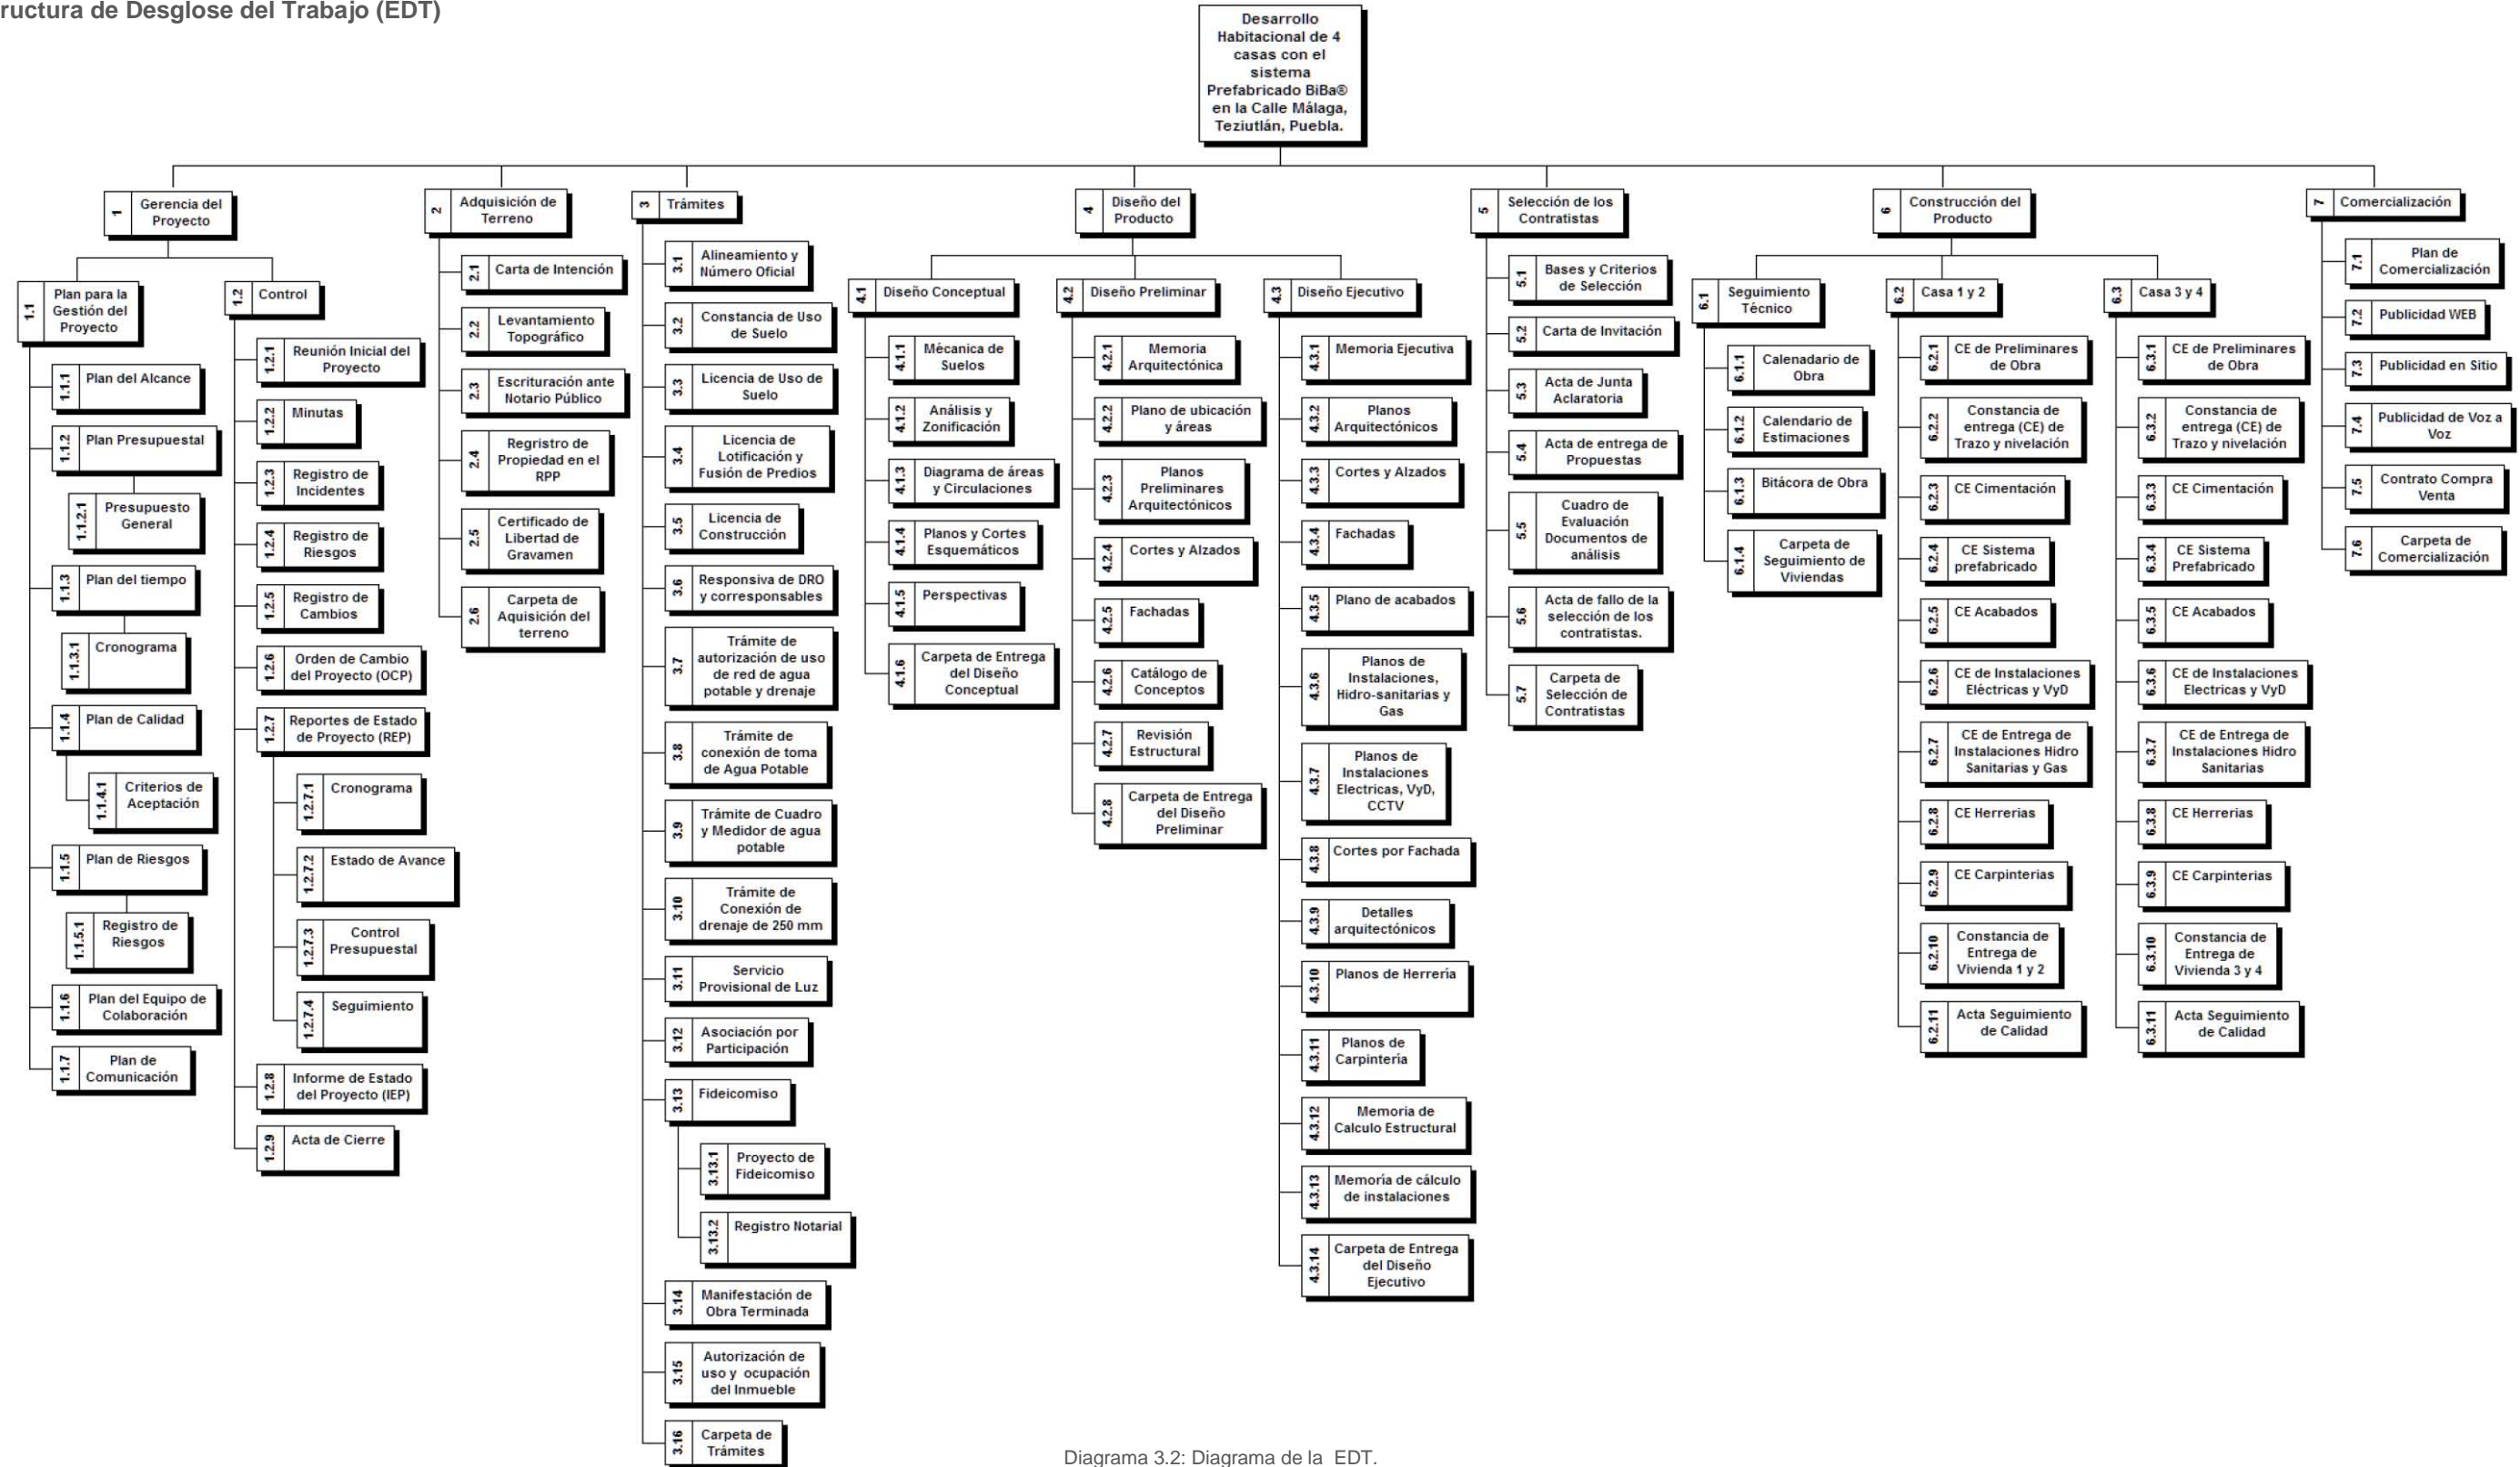 ructura de Desglose del Trabajo (EDT)
Desarrollo
Habitacional de 4
casas con el
sistema
Prefabricado BiBa®
en la Calle Málaga,
Teziutlán, Puebla.
1
Gerencia del
Proyecto
1.1
Plan para la
Gestión del
Proyecto
1.1.1
Plan del Alcance
1.1.2
Plan Presupuestal
1.1.2.1
Presupuesto
General
1.1.3
Plan del tiempo
1.1.3.1
Cronograma
1.1.4
Plan de Calidad
1.1.4.1
Criterios de
Aceptación
1.1.5
Plan de Riesgos
1.1.5.1
Registro de
Riesgos
1.1.6
Plan del Equipo de
Colaboración
1.1.7
Plan de
Comunicación
1.2
Control
1.2.1
Reunión Inicial del
Proyecto
1.2.2
Minutas
1.2.3
Registro de
Incidentes
1.2.4
Registro de
Riesgos
1.2.5
Registro de
Cambios
1.2.6
Orden de Cambio
del Proyecto (OCP)
1.2.7
Reportes de Estado
de Proyecto (REP)
1.2.7.1
Cronograma
1.2.7.2
Estado de Avance
1.2.7.3
Control
Presupuestal
1.2.7.4
Seguimiento
1.2.8
Informe de Estado
del Proyecto (IEP)
1.2.9
Acta de Cierre
2
Adquisición de
Terreno
2.1
Carta de Intención
2.2
Levantamiento
Topográfico
2.3
Escrituración ante
Notario Público
2.4
Regristro de
Propiedad en el
RPP
2.5
Certificado de
Libertad de
Gravamen
2.6
Carpeta de
Aquisición del
terreno
3
Trámites
3.1
Alineamiento y
Número Oficial
3.2
Constancia de Uso
de Suelo
3.3
Licencia de Uso de
Suelo
3.4
Licencia de
Lotificación y
Fusión de Predios
3.5
Licencia de
Construcción
3.6
Responsiva de DRO
y corresponsables
3.7
Trámite de
autorización de uso
de red de agua
potable y drenaje
3.8
Trámite de
conexión de toma
de Agua Potable
3.9
Trámite de Cuadro
y Medidor de agua
potable
3.10
Trámite de
Conexión de
drenaje de 250 mm
3.11
Servicio
Provisional de Luz
3.12
Asociación por
Participación
3.13
Fideicomiso
3.13.1
Proyecto de
Fideicomiso
3.13.2
Registro Notarial
3.14
Manifestación de
Obra Terminada
3.15
Autorización de
uso y ocupación
del Inmueble
3.16
Carpeta de
Trámites
4
Diseño del
Producto
4.1
Diseño Conceptual
4.1.1
Mécanica de
Suelos
4.1.2
Análisis y
Zonificación
4.1.3
Diagrama de áreas
y Circulaciones
4.1.4
Planos y Cortes
Esquemáticos
4.1.5
Perspectivas
4.1.6
Carpeta de Entrega
del Diseño
Conceptual
4.2
Diseño Preliminar
4.2.1
Memoria
Arquitectónica
4.2.2
Plano de ubicación
y áreas
4.2.3
Planos
Preliminares
Arquitectónicos
4.2.4
Cortes y Alzados
4.2.5
Fachadas
4.2.6
Catálogo de
Conceptos
4.2.7
Revisión
Estructural
4.2.8
Carpeta de Entrega
del Diseño
Preliminar
4.3
Diseño Ejecutivo
4.3.1
Memoria Ejecutiva
4.3.2
Planos
Arquitectónicos
4.3.3
Cortes y Alzados
4.3.4
Fachadas
4.3.5
Plano de acabados
4.3.6
Planos de
Instalaciones,
Hidro-sanitarias y
Gas
4.3.7
Planos de
Instalaciones
Electricas, VyD,
CCTV
4.3.8
Cortes por Fachada
4.3.9
Detalles
arquitectónicos
4.3.10
Planos de Herrería
4.3.11
Planos de
Carpintería
4.3.12
Memoria de
Calculo Estructural
4.3.13
Memoría de cálculo
de instalaciones
4.3.14
Carpeta de Entrega
del Diseño
Ejecutivo
5
Selección de los
Contratistas
5.1
Bases y Criterios
de Selección
5.2
Carta de Invitación
5.3
Acta de Junta
Aclaratoria
5.4
Acta de entrega de
Propuestas
5.5
Cuadro de
Evaluación
Documentos de
análisis
5.6
Acta de fallo de la
selección de los
contratistas.
5.7
Carpeta de
Selección de
Contratistas
6
Construcción del
Producto
6.1
Seguimiento
Técnico
6.1.1
Calenadario de
Obra
6.1.2
Calendario de
Estimaciones
6.1.3
Bitácora de Obra
6.1.4
Carpeta de
Seguimiento de
Viviendas
6.2
Casa 1 y 2
6.2.1
CE de Preliminares
de Obra
6.2.2
Constancia de
entrega (CE) de
Trazo y nivelación
6.2.3
CE Cimentación
6.2.4
CE Sistema
prefabricado
6.2.5
CE Acabados
6.2.6
CE de Instalaciones
Eléctricas y VyD
6.2.7
CE de Entrega de
Instalaciones Hidro
Sanitarias y Gas
6.2.8
CE Herrerias
6.2.9
CE Carpinterias
6.2.10
Constancia de
Entrega de
Vivienda 1 y 2
6.2.11
Acta Seguimiento
de Calidad
6.3
Casa 3 y 4
6.3.1
CE de Preliminares
de Obra
6.3.2
Constancia de
entrega (CE) de
Trazo y nivelación
6.3.3
CE Cimentación
6.3.4
CE Sistema
Prefabricado
6.3.5
CE Acabados
6.3.6
CE de Instalaciones
Electricas y VyD
6.3.7
CE de Entrega de
Instalaciones Hidro
Sanitarias
6.3.8
CE Herrerias
6.3.9
CE Carpinterias
6.3.10
Constancia de
Entrega de
Vivienda 3 y 4
6.3.11
Acta Seguimiento
de Calidad
7
Comercialización
7.1
Plan de
Comercialización
7.2
Publicidad WEB
7.3
Publicidad en Sitio
7.4
Publicidad de Voz a
Voz
7.5
Contrato Compra
Venta
7.6
Carpeta de
Comercialización
Diagrama 3.2: Diagrama de la EDT.